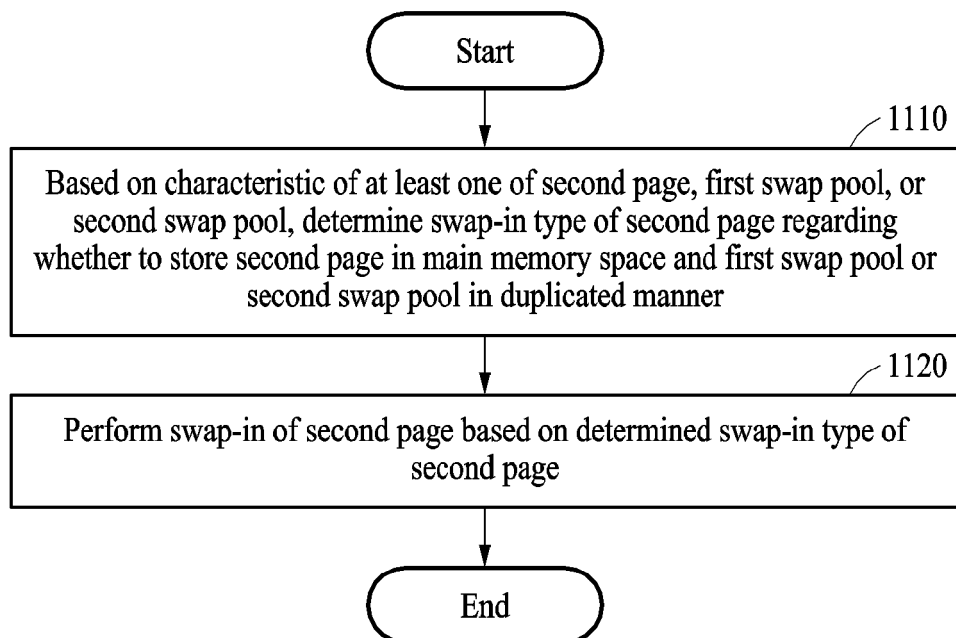 Start
1110
Based on characteristic of at least one of second page, first swap pool, or
second swap pool, determine swap-in type of second page regarding
whether to store second page in main memory space and first swap pool or
second swap pool in duplicated manner
1120
Perform swap-in of second page based on determined swap-in type of
second page
End